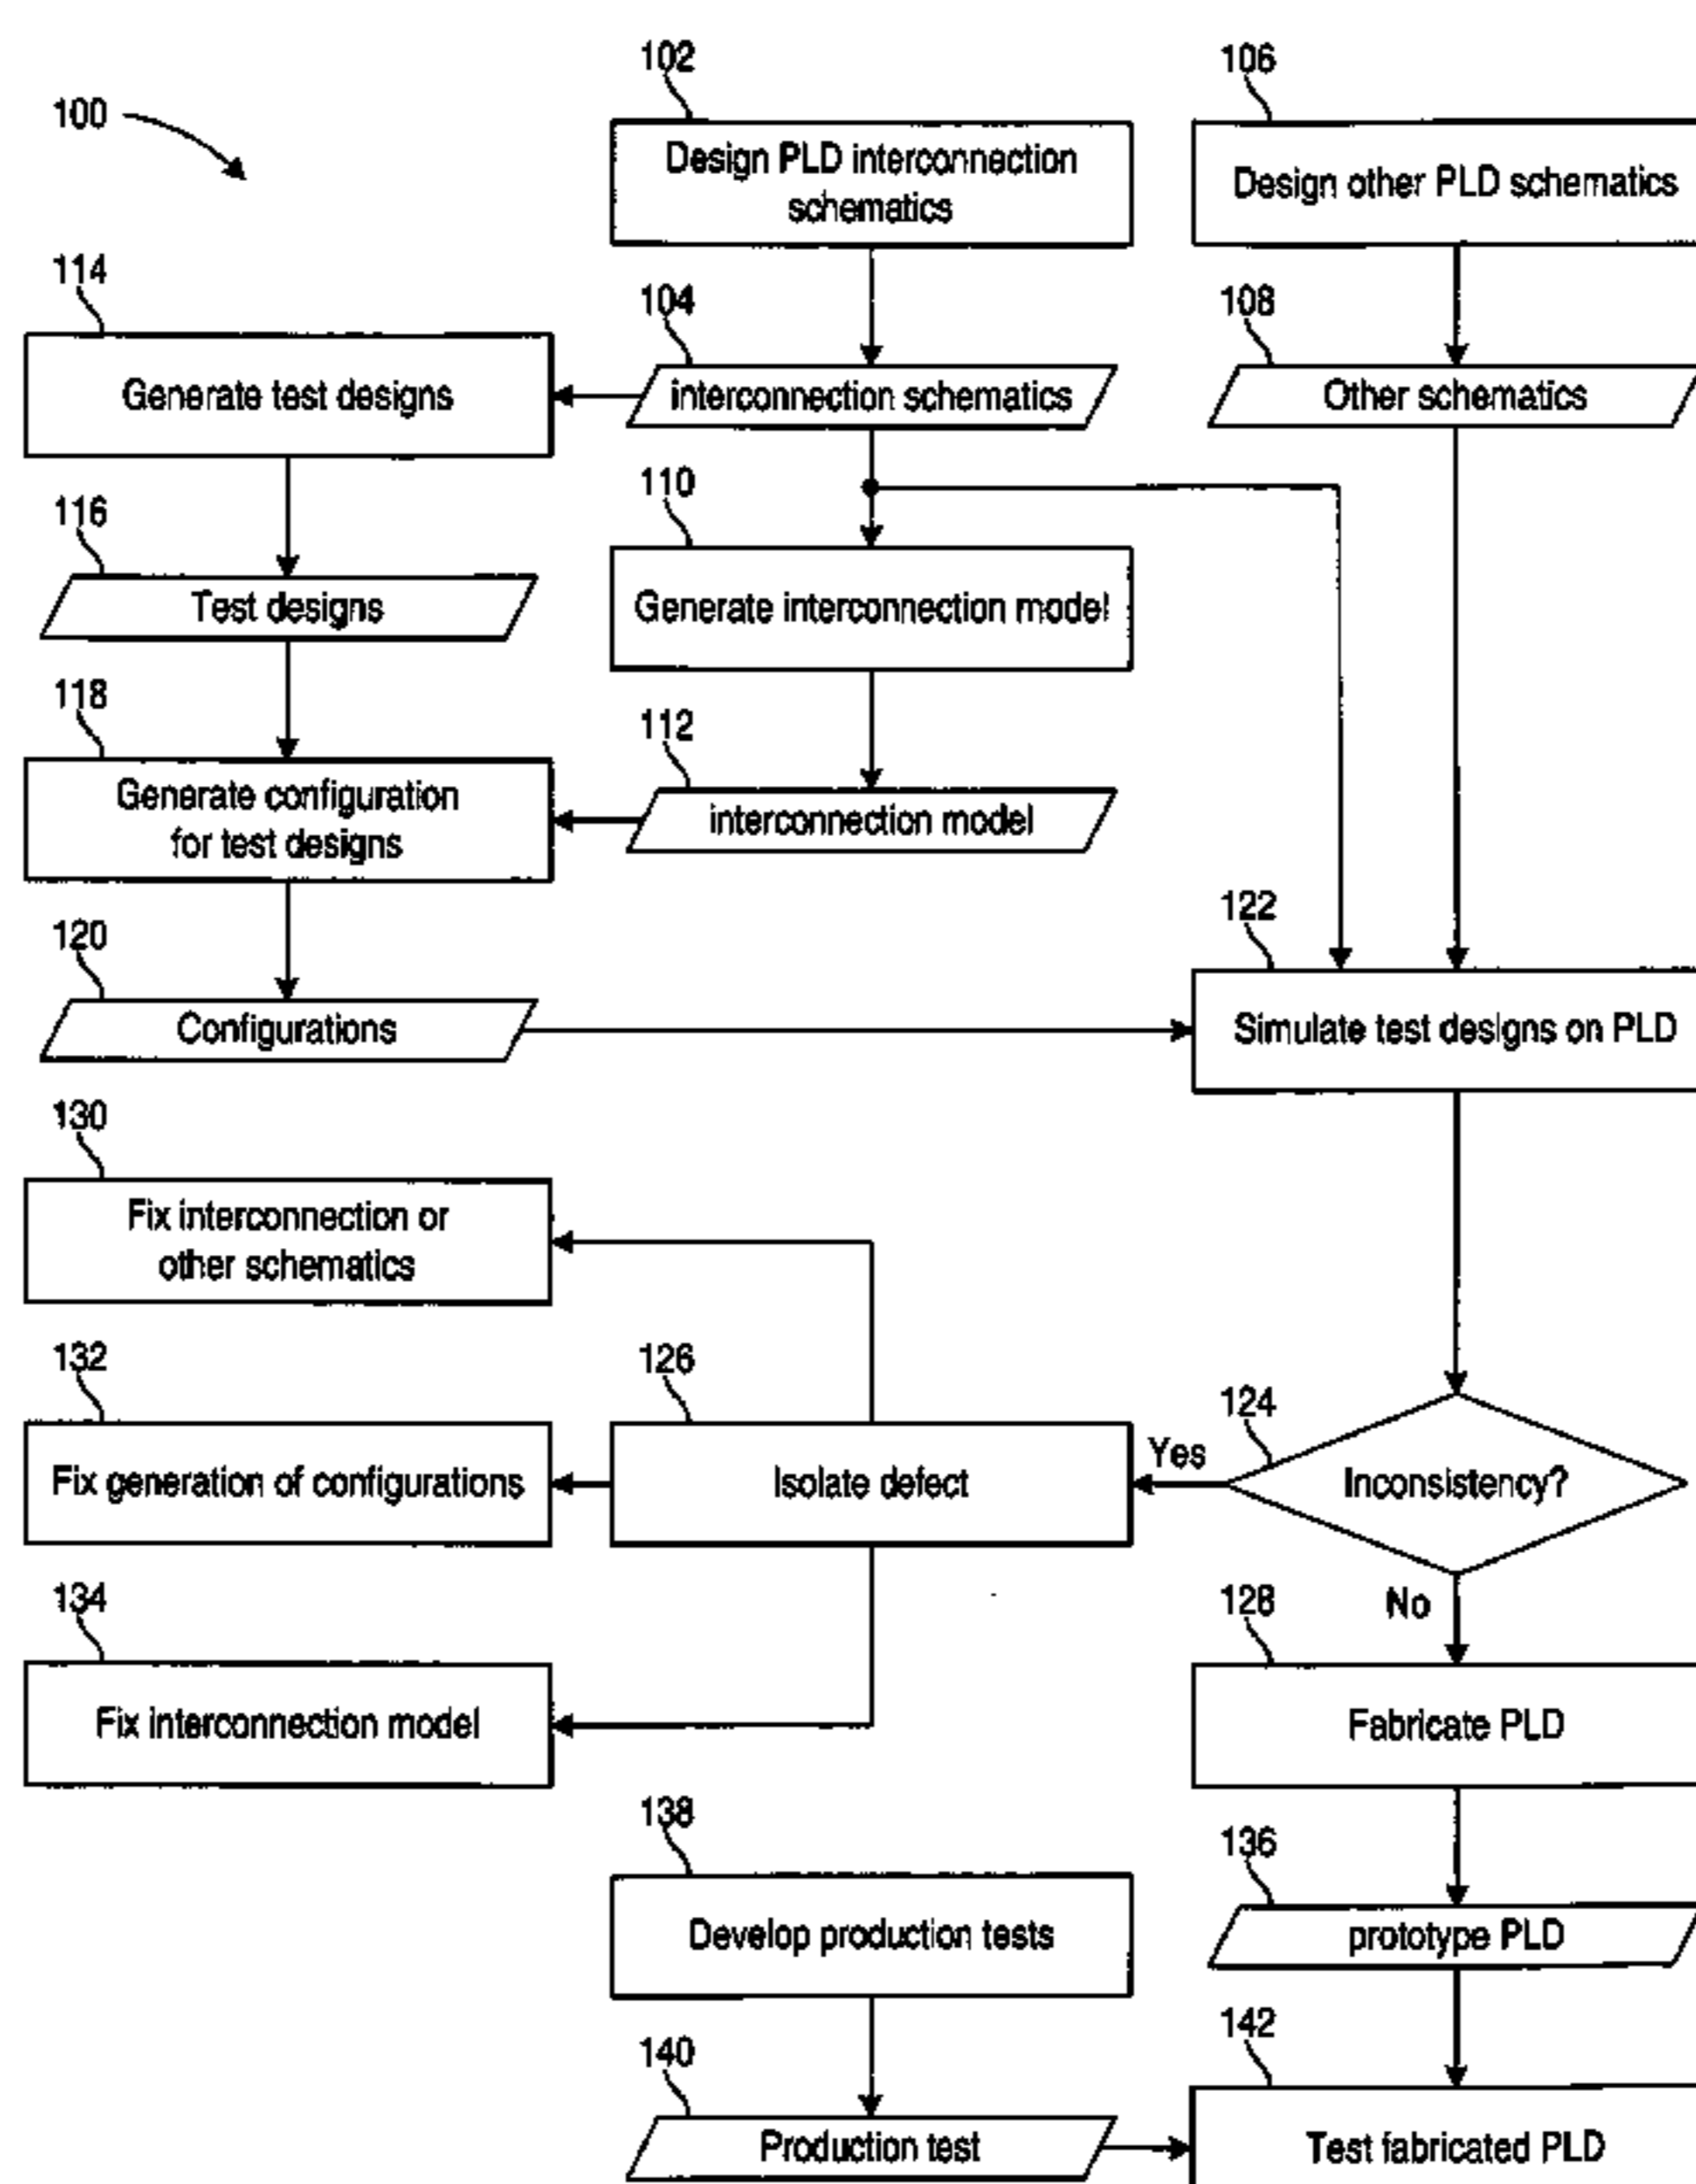 100
102
Design PLD interconnection
schematics
106
Design other PLD schematics
114
Generate test designs
104
interconnection schematics
108
Other schematics
116
Test designs
110
Generate interconnection model
118
Generate configuration
for test designs
112
interconnection model
120
Configurations
122
Simulate test designs on PLD
130
Fix interconnection or
other schematics
132
Fix generation of configurations
126
Isolate defect
Yes
124
Inconsistency?
134
Fix interconnection model
No
128
Fabricate PLD
138
Develop production tests
136
prototype PLD
140
Production test
142
Test fabricated PLD